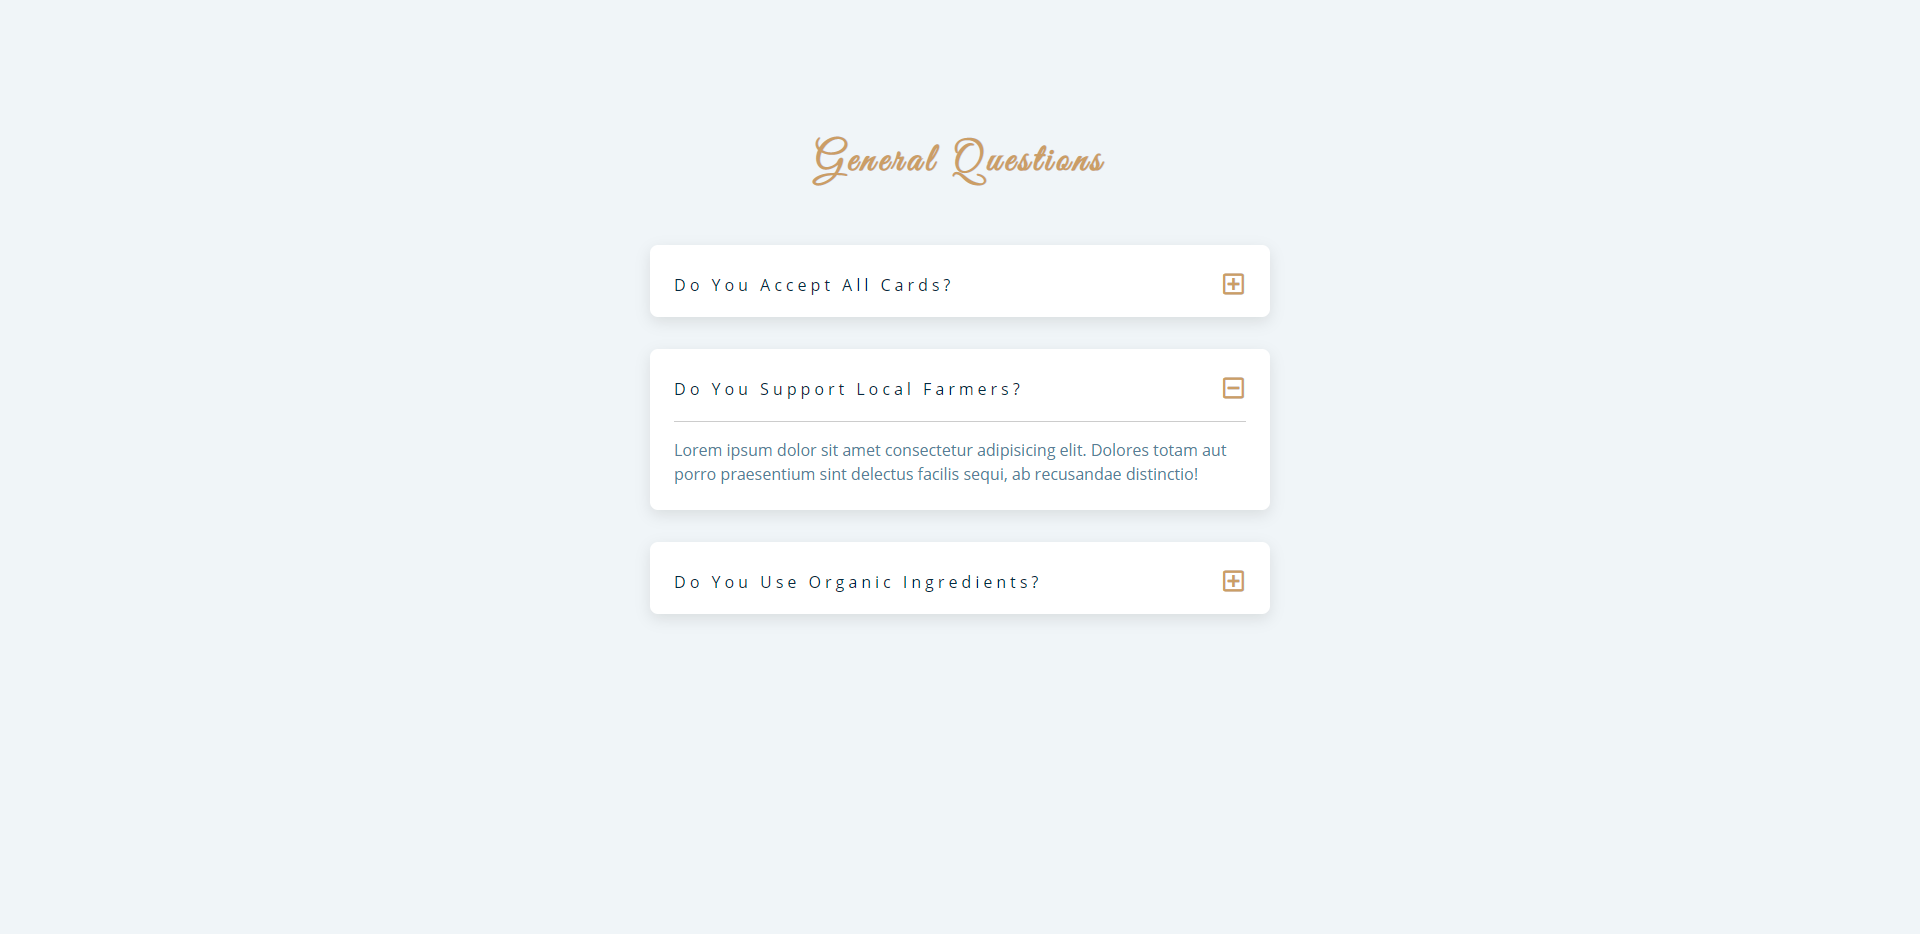 General Questions
Do You Accept All Cards?
Do You Support Local Farmers?
Lorem ipsum dolor sit amet consectetur adipisicing elit. Dolores totam aut
porro praesentium sint delectus facilis sequi, ab recusandae distinctio!
Do You Use Organic Ingredients?